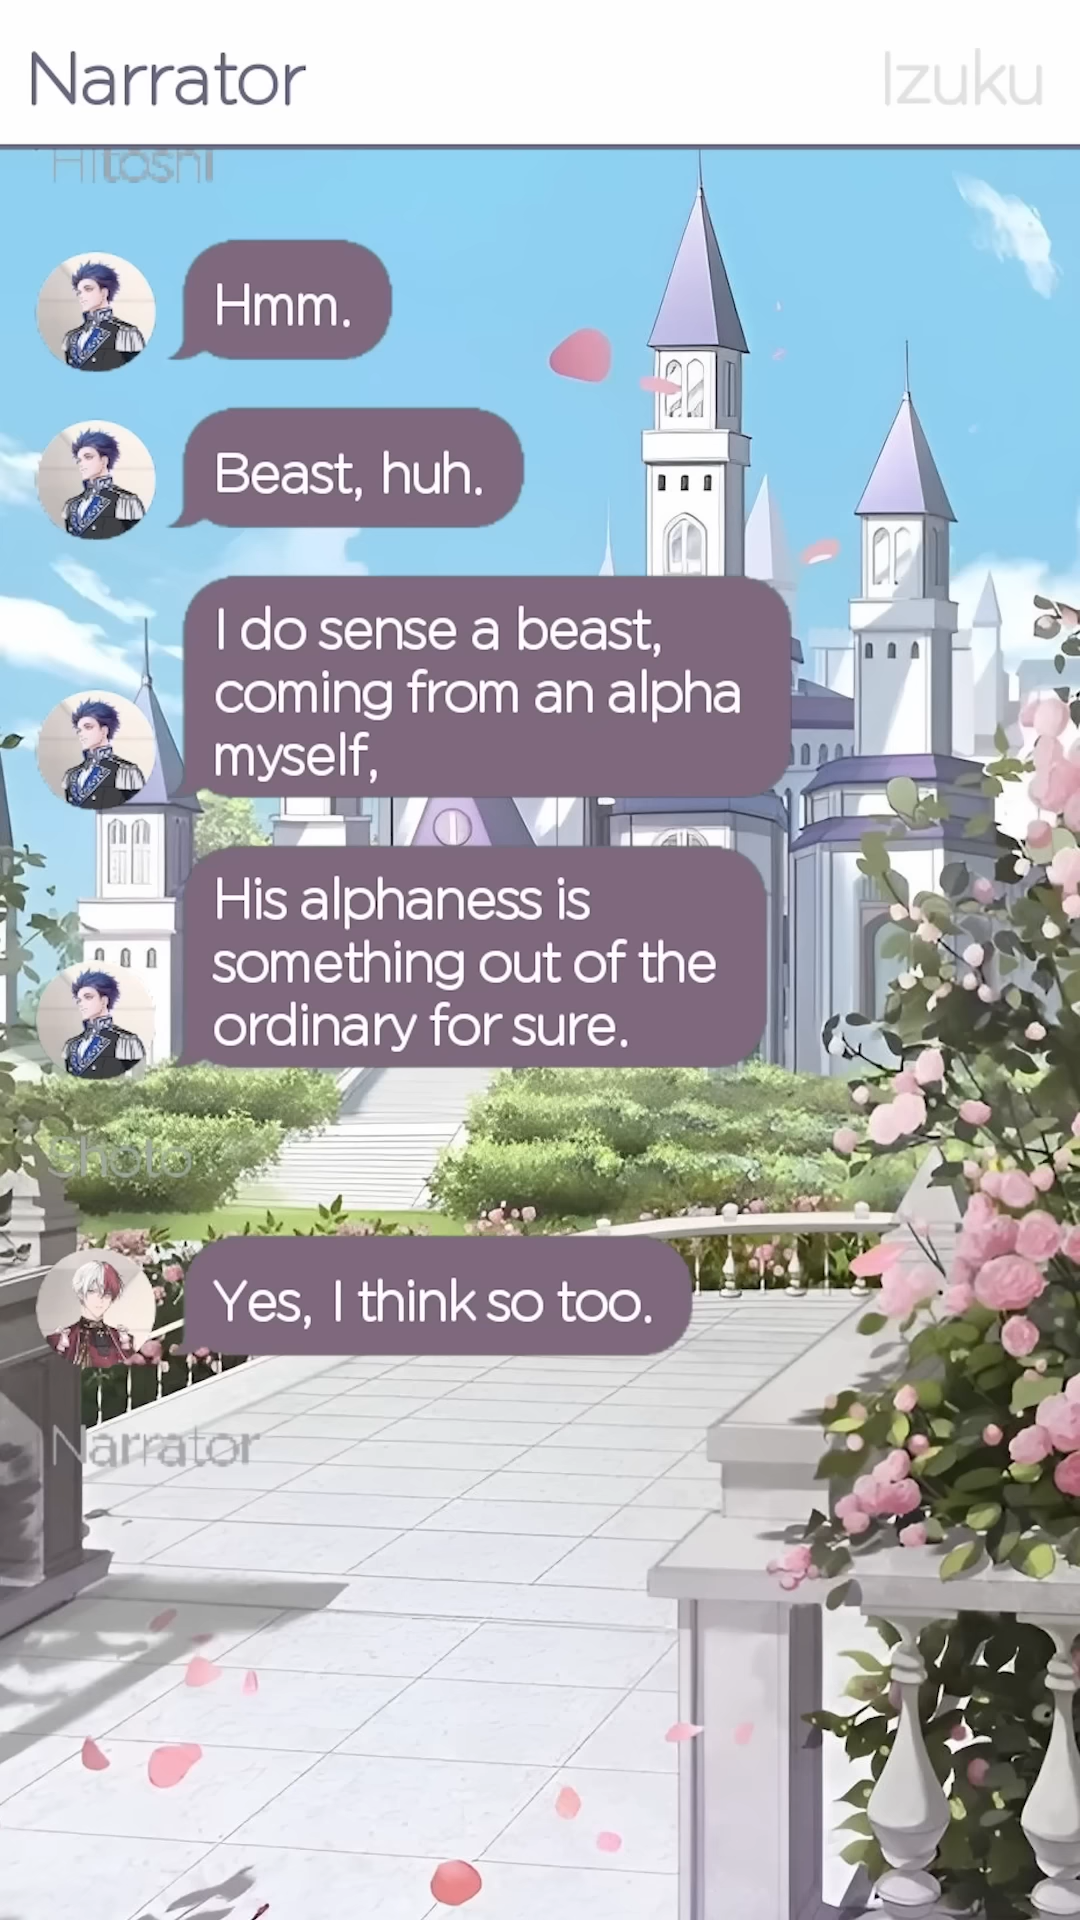 Narrator
Izuku
Hitoshi
Hmm.
Beast, huh.
I do sense a beast,
coming from an alpha
myself,
His alphaness is
something out of the
ordinary for sure.
Shoto
Yes, I think so too.
Narrator